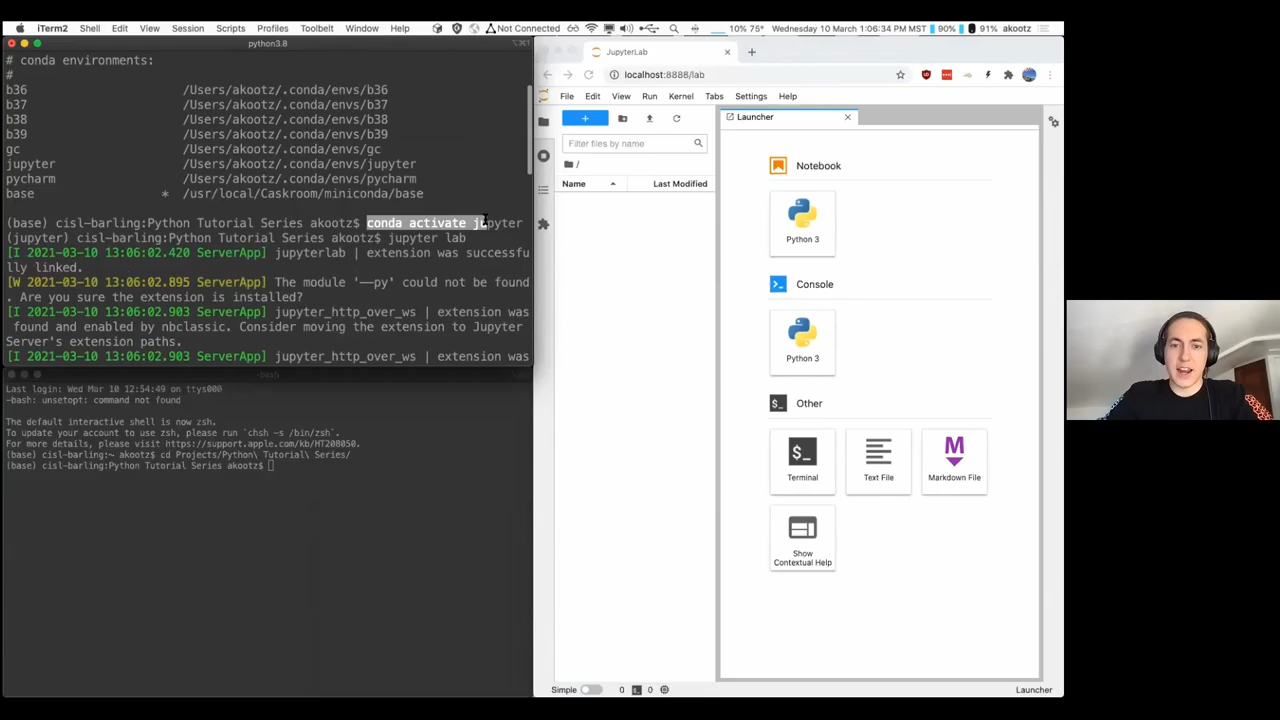 iTerm2 Shell Edit View Session Scripts Profiles Toolbelt Window Help Not Connected 10% 75° Wednesday 10 March 1:06:34 PM MST 90% 91% akootz
python3.8
# conda environments:
#
b36 /Users/akootz/.conda/envs/b36
b37 /Users/akootz/.conda/envs/b37
b38 /Users/akootz/.conda/envs/b38
b39 /Users/akootz/.conda/envs/b39
gc /Users/akootz/.conda/envs/gc
jupyter /Users/akootz/.conda/envs/jupyter
pycharm /Users/akootz/.conda/envs/pycharm
base * /usr/local/Caskroom/miniconda/base
(base) cisl-barling:Python Tutorial Series akootz$ conda activate jupyter
(jupyter) cisl-barling:Python Tutorial Series akootz$ jupyter lab
[I 2021-03-10 13:06:02.420 ServerApp] jupyterlab | extension was successfu
lly linked.
[W 2021-03-10 13:06:02.895 ServerApp] The module '—py' could not be found
. Are you sure the extension is installed?
[I 2021-03-10 13:06:02.903 ServerApp] jupyter_http_over_ws | extension was
found and enabled by nbclassic. Consider moving the extension to Jupyter
Server's extension paths.
[I 2021-03-10 13:06:02.903 ServerApp] jupyter_http_over_ws | extension was
-bash
Last login: Wed Mar 10 12:54:49 on ttys000
-bash: unsetopt: command not found
The default interactive shell is now zsh.
To update your account to use zsh, please run `chsh -s /bin/zsh`.
For more details, please visit https://support.apple.com/kb/HT208050.
(base) cisl-barling:~ akootz$ cd Projects/Python\ Tutorial\ Series/
(base) cisl-barling:Python Tutorial Series akootz$
JupyterLab
localhost:8888/lab
File Edit View Run Kernel Tabs Settings Help
Launcher
Filter files by name
/
Name Last Modified
Notebook
Python 3
Console
Python 3
Other
$_ $_ M
Terminal Text File Markdown File
Show
Contextual Help
Simple 0 0 Launcher